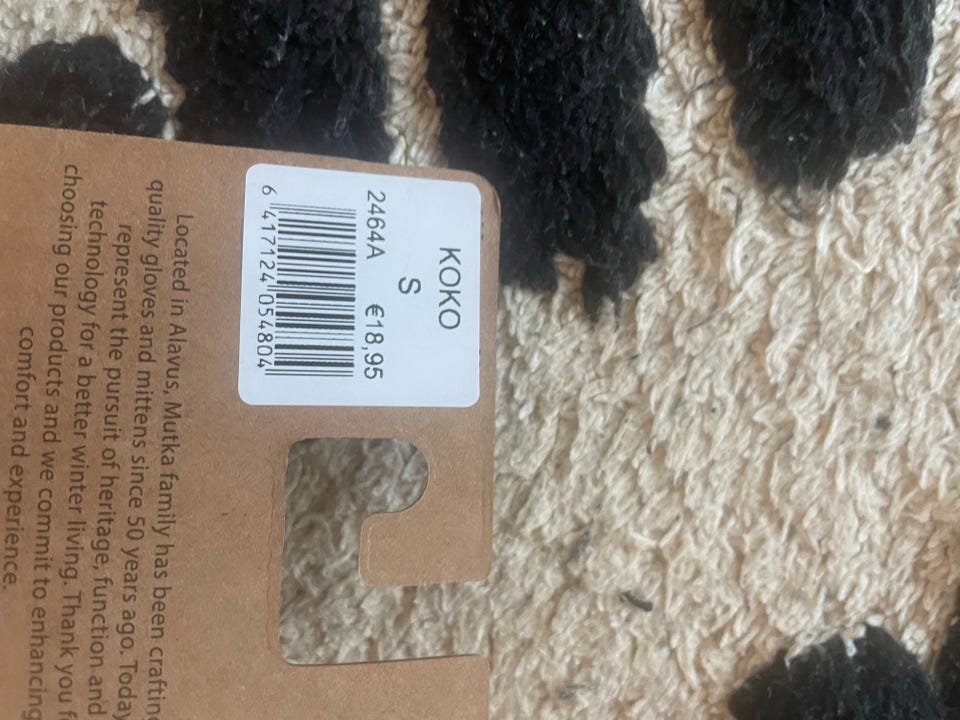 KOKO
S
2464A €18,95
6 417124 054804
Located in Alavus, Mutka family has been
quality gloves and mittens since 50 years ago. Today
represent the pursuit of heritage, function and
technology for a better winter living. Thank you
choosing our products and we commit to enhancing
comfort and experience.